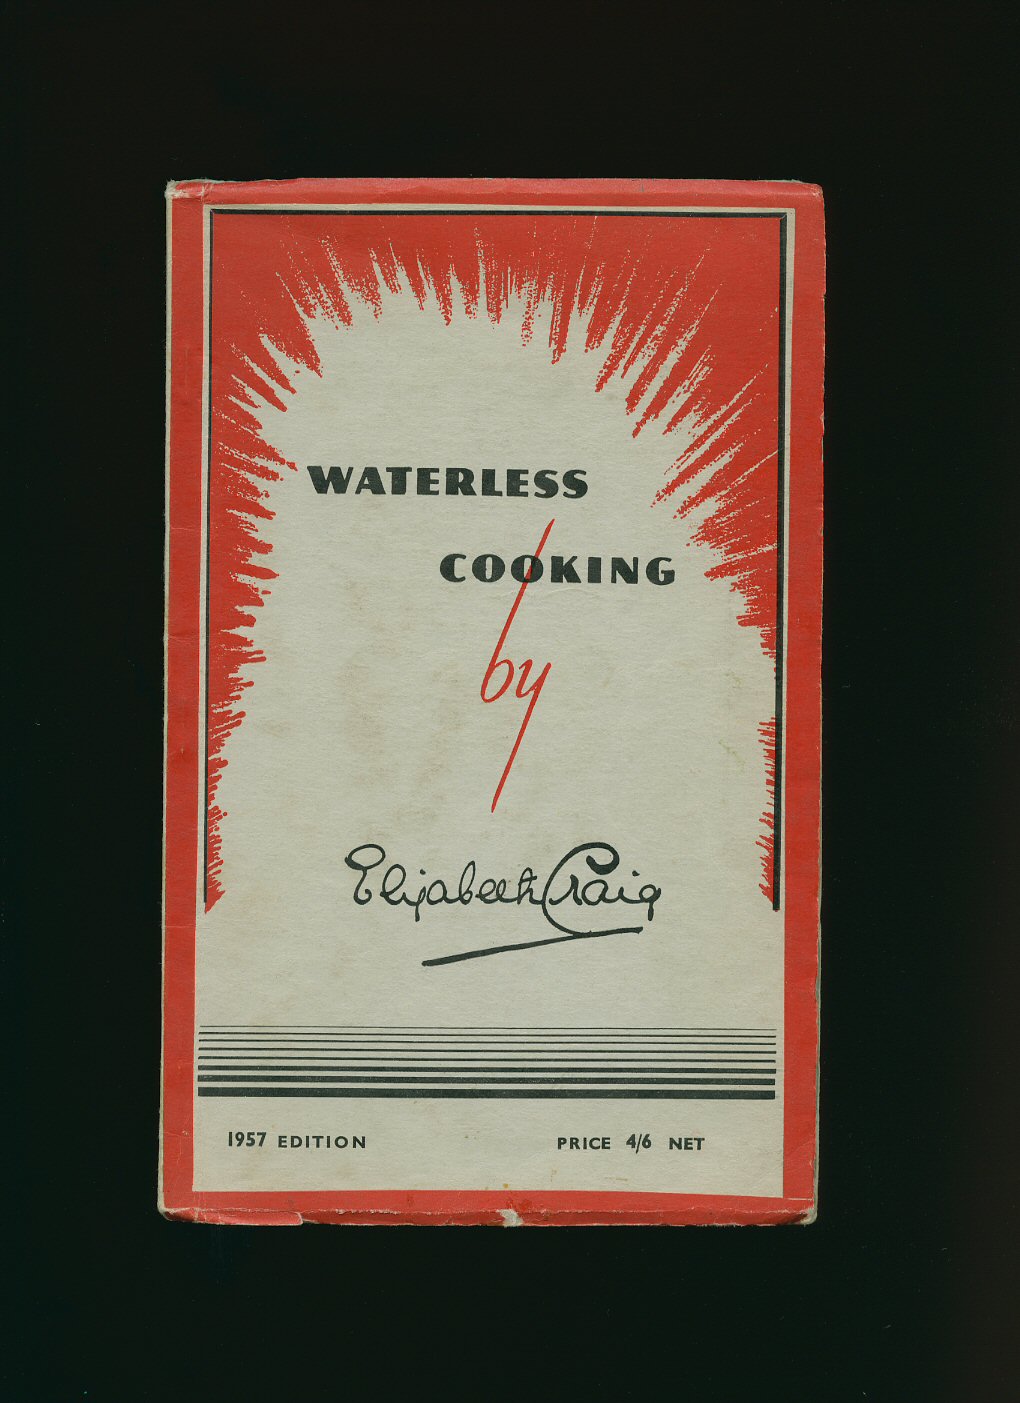 WATERLESS
COOKING
by
Elizabeth Craig
1957 EDITION
PRICE 4/6 NET